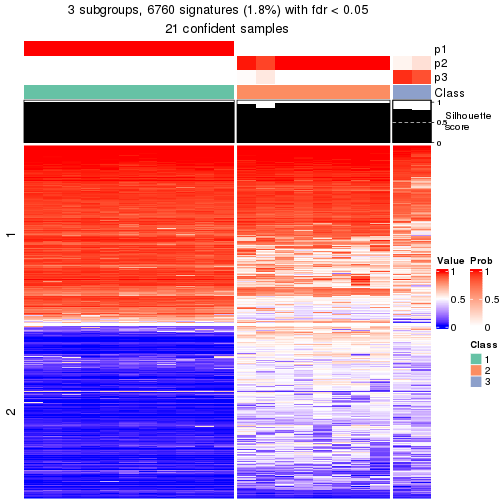 3 subgroups, 6760 signatures (1.8%) with fdr < 0.05
21 confident samples
p1
p2
p3
Class
1
0.5
0
Silhouette
score
1
2
Value
1
0.5
0
Prob
1
0.5
0
Class
1
2
3